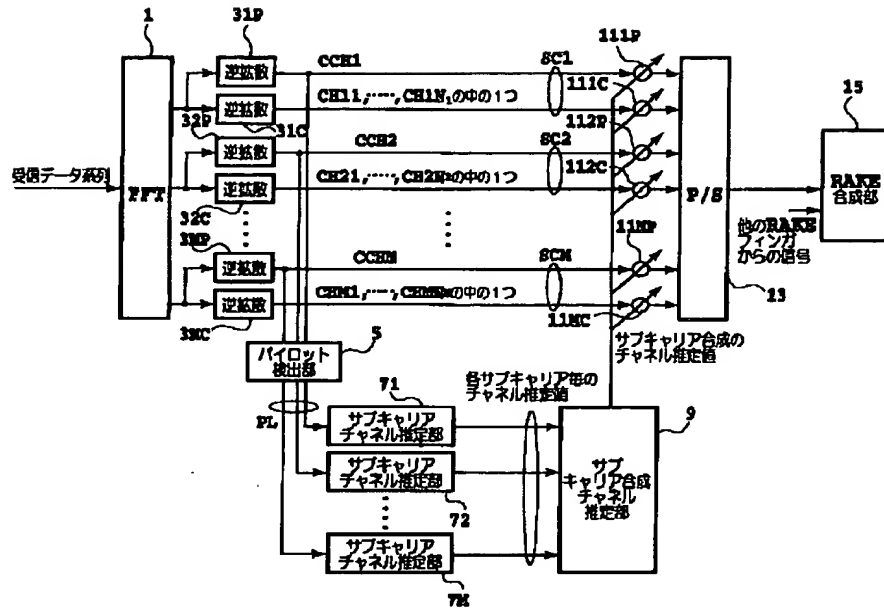 1
31P
111P
逆拡散
CCH1
SC1
111C
逆拡散
CH11,……,CH1N₁の中の1つ
15
32P
31C
112P
逆拡散
CCH2
SC2
112C
受信データ系列
FFT
逆拡散
CH21,……,CH2N₂の中の1つ
P/S
RAKE
合成部
32C
他のRAKE
フィンガ
からの信号
3MP
11MP
逆拡散
CCHM
SCM
逆拡散
の中の1つ
13
3MC
11MC
5
サブキャリア合成の
チャネル推定値
パイロット
検出部
71
各サブキャリア毎の
チャネル推定値
9
PL
サブキャリア
チャネル推定部
サブキャリア
チャネル推定部
72
サブ
キャリア合成
チャネル
推定部
サブキャリア
チャネル推定部
7M